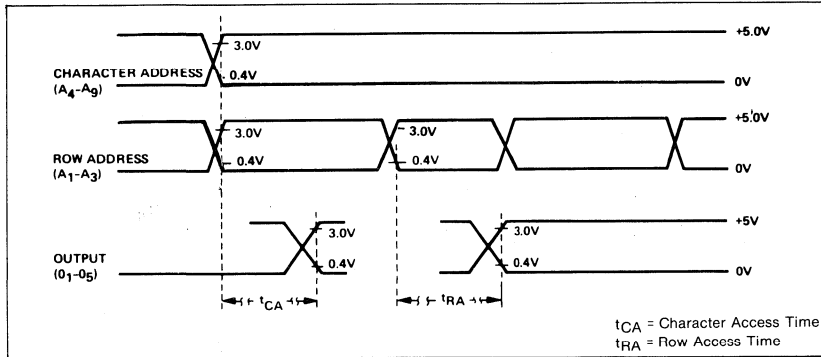 +5.0V
3.0V
CHARACTER ADDRESS
0.4V
(A4-A9)
0V
+5.0V
3.0V
3.0V
ROW ADDRESS
0.4V
0.4V
(A1-A3)
0V
+5V
3.0V
3.0V
OUTPUT
(01-05)
0.4V
0.4V
0V
tCA
tRA
tCA = Character Access Time
tRA = Row Access Time